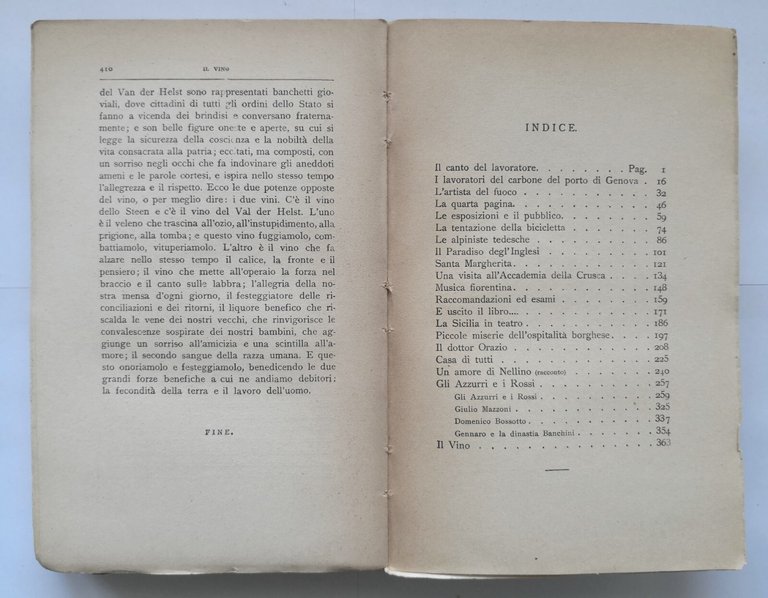 410 IL VINO
del Van der Helst sono rappresentati banchetti gio-
viali, dove cittadini di tutti gli ordini dello Stato si
fanno a vicenda dei brindisi e conversano fraterna-
mente; e son belle figure oneste e aperte, su cui si
legge la sicurezza della coscienza e la nobiltà della
vita consacrata alla patria; eccitati, ma composti, con
un sorriso negli occhi che fa indovinare gli aneddoti
ameni e le parole cortesi, e ispira nello stesso tempo
l'allegrezza e il rispetto. Ecco le due potenze opposte
del vino, o per meglio dire: i due vini. C'è il vino
dello Steen e c'è il vino del Val der Helst. L'uno
è il veleno che trascina all'ozio, all'instupidimento, alla
prigione, alla tomba; e questo vino fuggiamolo, com-
battiamolo, vituperiamolo. L'altro è il vino che fa
alzare nello stesso tempo il calice, la fronte e il
pensiero; il vino che mette all'operaio la forza nel
braccio e il canto sulle labbra; l'allegria della
nostra mensa d'ogni giorno, il festeggiatore delle ri-
conciliazioni e dei ritorni, il liquore benefico che ri-
scalda le vene dei nostri vecchi, che rinvigorisce le
convalescenze sospirate dei nostri bambini, che ag-
giunge un sorriso all'amicizia e una scintilla all'a-
more; il secondo sangue della razza umana. E que-
sto onoriamolo e festeggiamolo, benedicendo le due
grandi forze benefiche a cui ne andiamo debitori:
la fecondità della terra e il lavoro dell'uomo.
FINE.
INDICE.
Il canto del lavoratore. . . . . . . . Pag. 1
I lavoratori del carbone del porto di Genova . 16
L'artista del fuoco . . . . . . . . . . . 32
La quarta pagina. . . . . . . . . . . . 46
Le esposizioni e il pubblico. . . . . . . . 59
La tentazione della bicicletta . . . . . . . 74
Le alpiniste tedesche . . . . . . . . . . 86
Il Paradiso degl'Inglesi . . . . . . . . . 101
Santa Margherita. . . . . . . . . . . . 121
Una visita all'Accademia della Crusca . . . . 134
Musica fiorentina. . . . . . . . . . . . 148
Raccomandazioni ed esami . . . . . . . . 159
E uscito il libro.... . . . . . . . . . . . 171
La Sicilia in teatro . . . . . . . . . . . 186
Piccole miserie dell'ospitalità borghese. . . . 197
Il dottor Orazio . . . . . . . . . . . . 208
Casa di tutti . . . . . . . . . . . . . 225
Un amore di Nellino (racconto) . . . . . . . 240
Gli Azzurri e i Rossi . . . . . . . . . . 257
Gli Azzurri e i Rossi . . . . . . . . . . 259
Giulio Mazzoni . . . . . . . . . . . . 325
Domenico Bossotto . . . . . . . . . . . 337
Gennaro e la dinastia Banchini . . . . . . . 354
Il Vino . . . . . . . . . . . . . . . 363